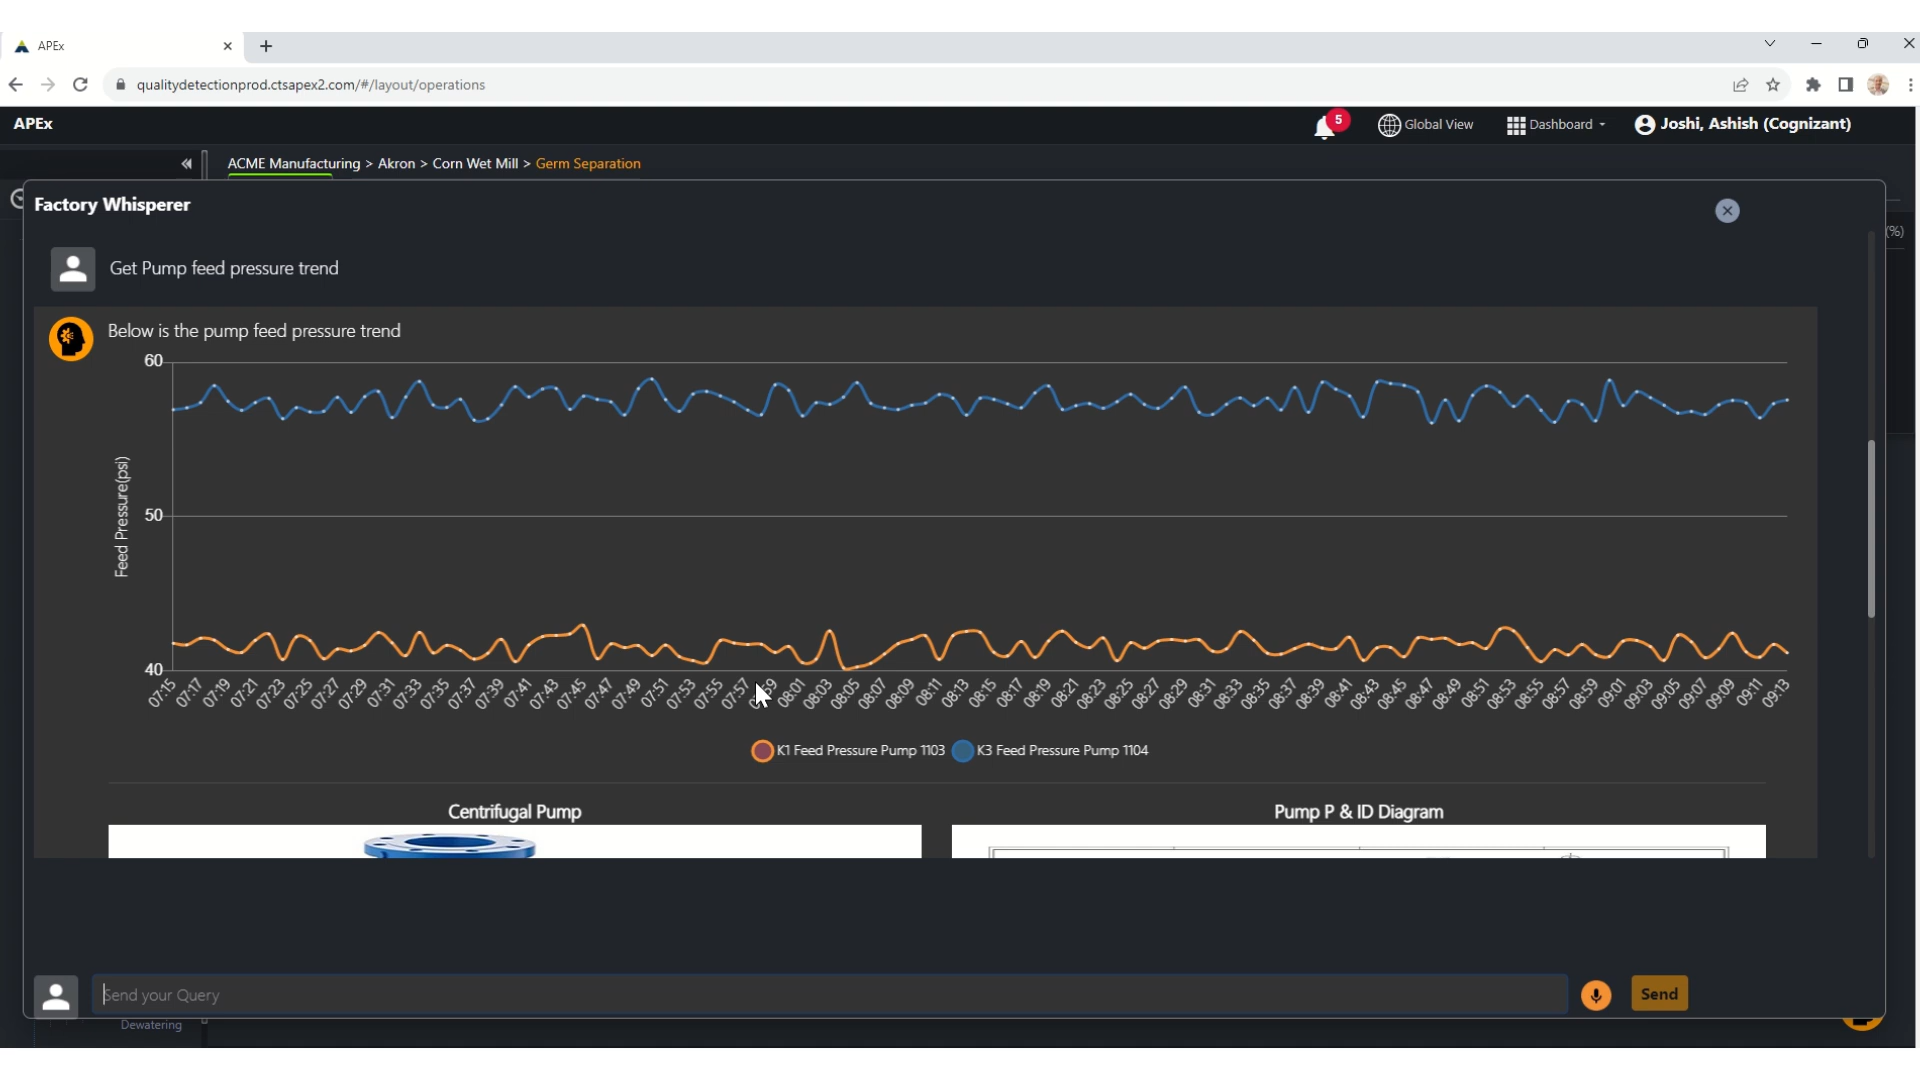 APEx
qualitydetectionprod.ctsapex2.com/#/layout/operations
APEx
5
Global View
Dashboard
Joshi, Ashish (Cognizant)
ACME Manufacturing > Akron > Corn Wet Mill > Germ Separation
Factory Whisperer
(%)
Get Pump feed pressure trend
Below is the pump feed pressure trend
60
50
40
Feed Pressure(psi)
07:15 07:17 07:19 07:21 07:23 07:25 07:27 07:29 07:31 07:33 07:35 07:37 07:39 07:41 07:43 07:45 07:47 07:49 07:51 07:53 07:55 07:57 08:01 08:03 08:05 08:07 08:09 08:11 08:13 08:15 08:17 08:19 08:21 08:23 08:25 08:27 08:29 08:31 08:33 08:35 08:37 08:39 08:41 08:43 08:45 08:47 08:49 08:51 08:53 08:55 08:57 08:59 09:01 09:03 09:05 09:07 09:09 09:11 09:13
K1 Feed Pressure Pump 1103 K3 Feed Pressure Pump 1104
Centrifugal Pump
Pump P & ID Diagram
Send your Query
Send
Dewatering